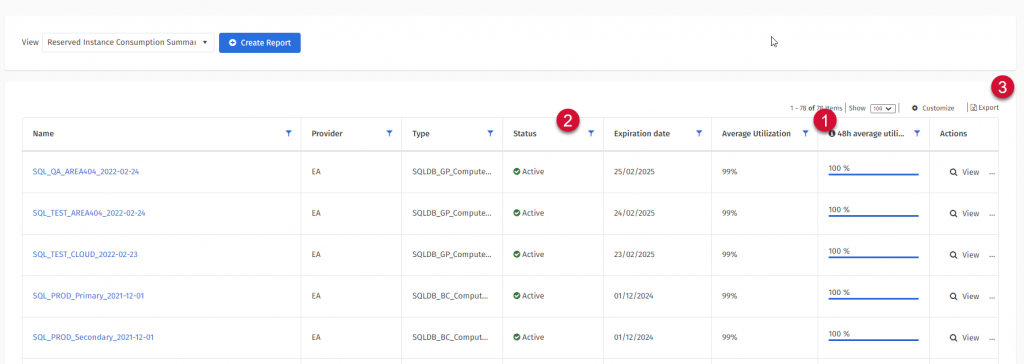 View Reserved Instance Consumption Summar Create Report
3
1 - 78 of 78 items Show 100 Customize Export
2 1
Name Provider Type Status Expiration date Average Utilization 48h average utili... Actions
SQL_QA_AREA404_2022-02-24 EA SQLDB_GP_Compute... Active 25/02/2025 99% 100 % View ...
SQL_TEST_AREA404_2022-02-24 EA SQLDB_GP_Compute... Active 24/02/2025 99% 100 % View ...
SQL_TEST_CLOUD_2022-02-23 EA SQLDB_GP_Compute... Active 23/02/2025 99% 100 % View ...
SQL_PROD_Primary_2021-12-01 EA SQLDB_BC_Comput... Active 01/12/2024 99% 100 % View ...
SQL_PROD_Secondary_2021-12-01 EA SQLDB_BC_Comput... Active 01/12/2024 99% 100 % View ...